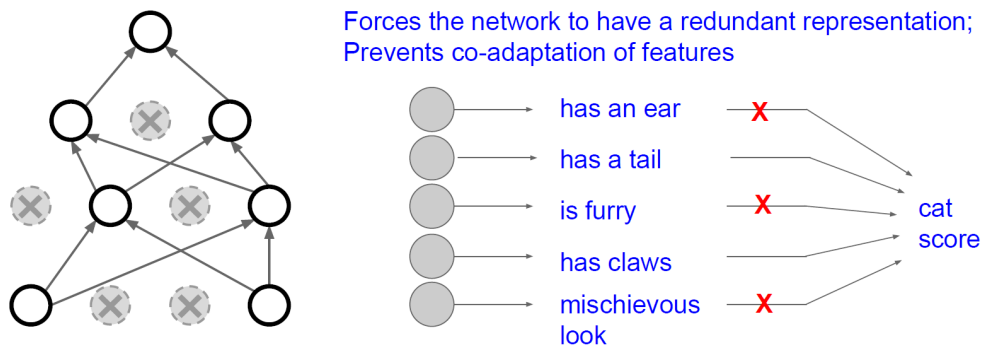 Forces the network to have a redundant representation;
Prevents co-adaptation of features
has an ear
X
has a tail
is furry
X
cat
score
has claws
mischievous
look
X